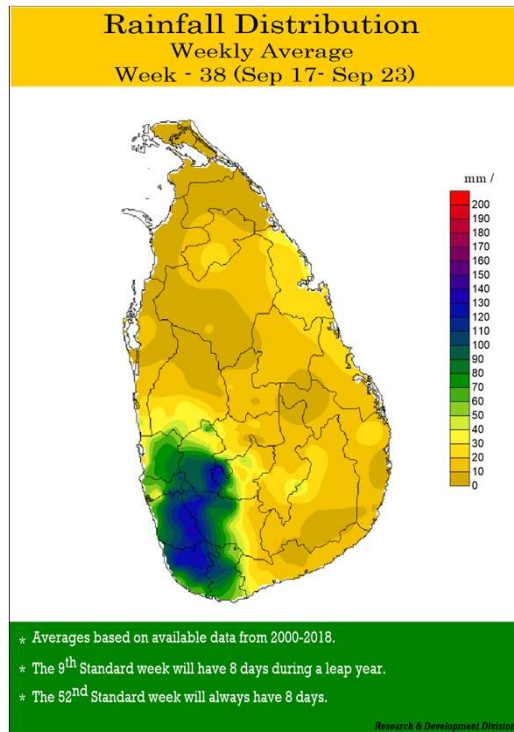 Rainfall Distribution
Weekly Average
Week - 38 (Sep 17- Sep 23)
mm /
200
190
180
170
160
150
140
130
120
110
100
90
80
70
60
50
40
30
20
10
0
* Averages based on available data from 2000-2018.
* The 9th Standard week will have 8 days during a leap year.
* The 52nd Standard week will always have 8 days.
Research & Development Division